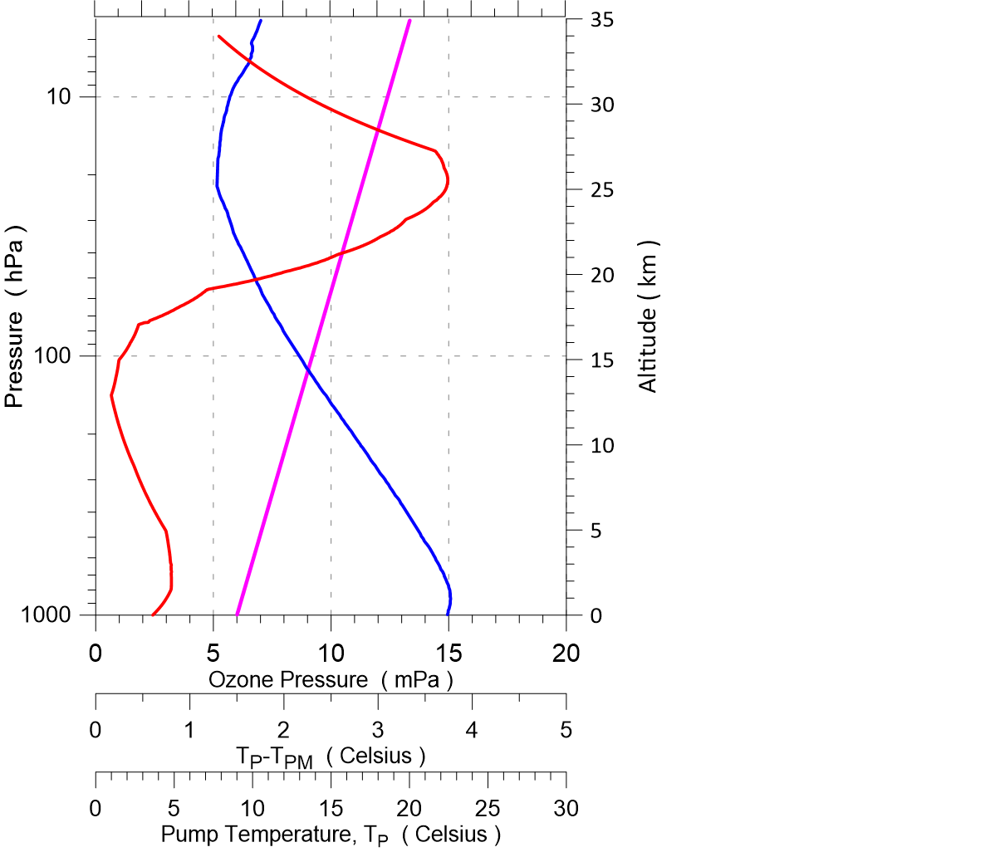 35
10
30
25
20
100
15
10
5
1000
0
Pressure ( hPa )
Altitude ( km )
0 5 10 15 20
Ozone Pressure ( mPa )
0 1 2 3 4 5
TP-TPM ( Celsius )
0 5 10 15 20 25 30
Pump Temperature, TP ( Celsius )